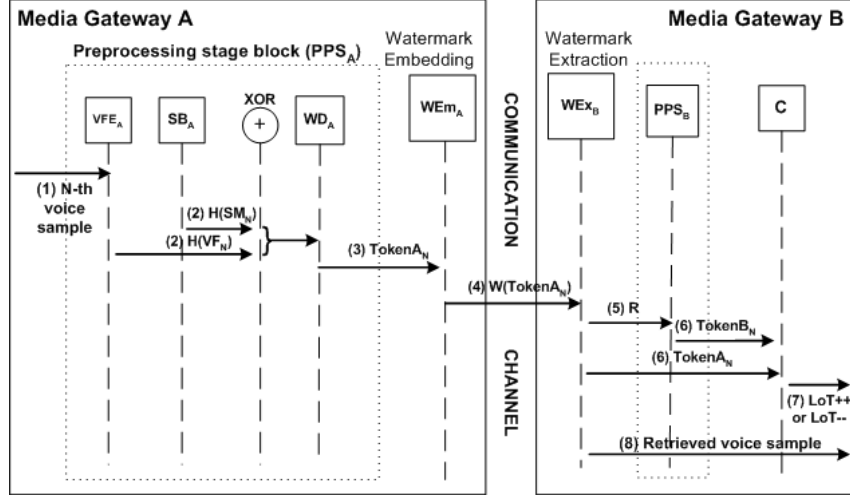 Media Gateway A
Preprocessing stage block (PPSA)
Watermark
Embedding
VFEA
SBA
XOR
+
WDA
WEmA
(1) N-th
voice
sample
(2) H(SMN)
(2) H(VFN)
}
(3) TokenAN
COMMUNICATION
CHANNEL
(4) W(TokenAN)
Media Gateway B
Watermark
Extraction
WExB
PPSB
C
(5) R
(6) TokenBN
(6) TokenAN
(7) LoT++
or LoT--
(8) Retrieved voice sample